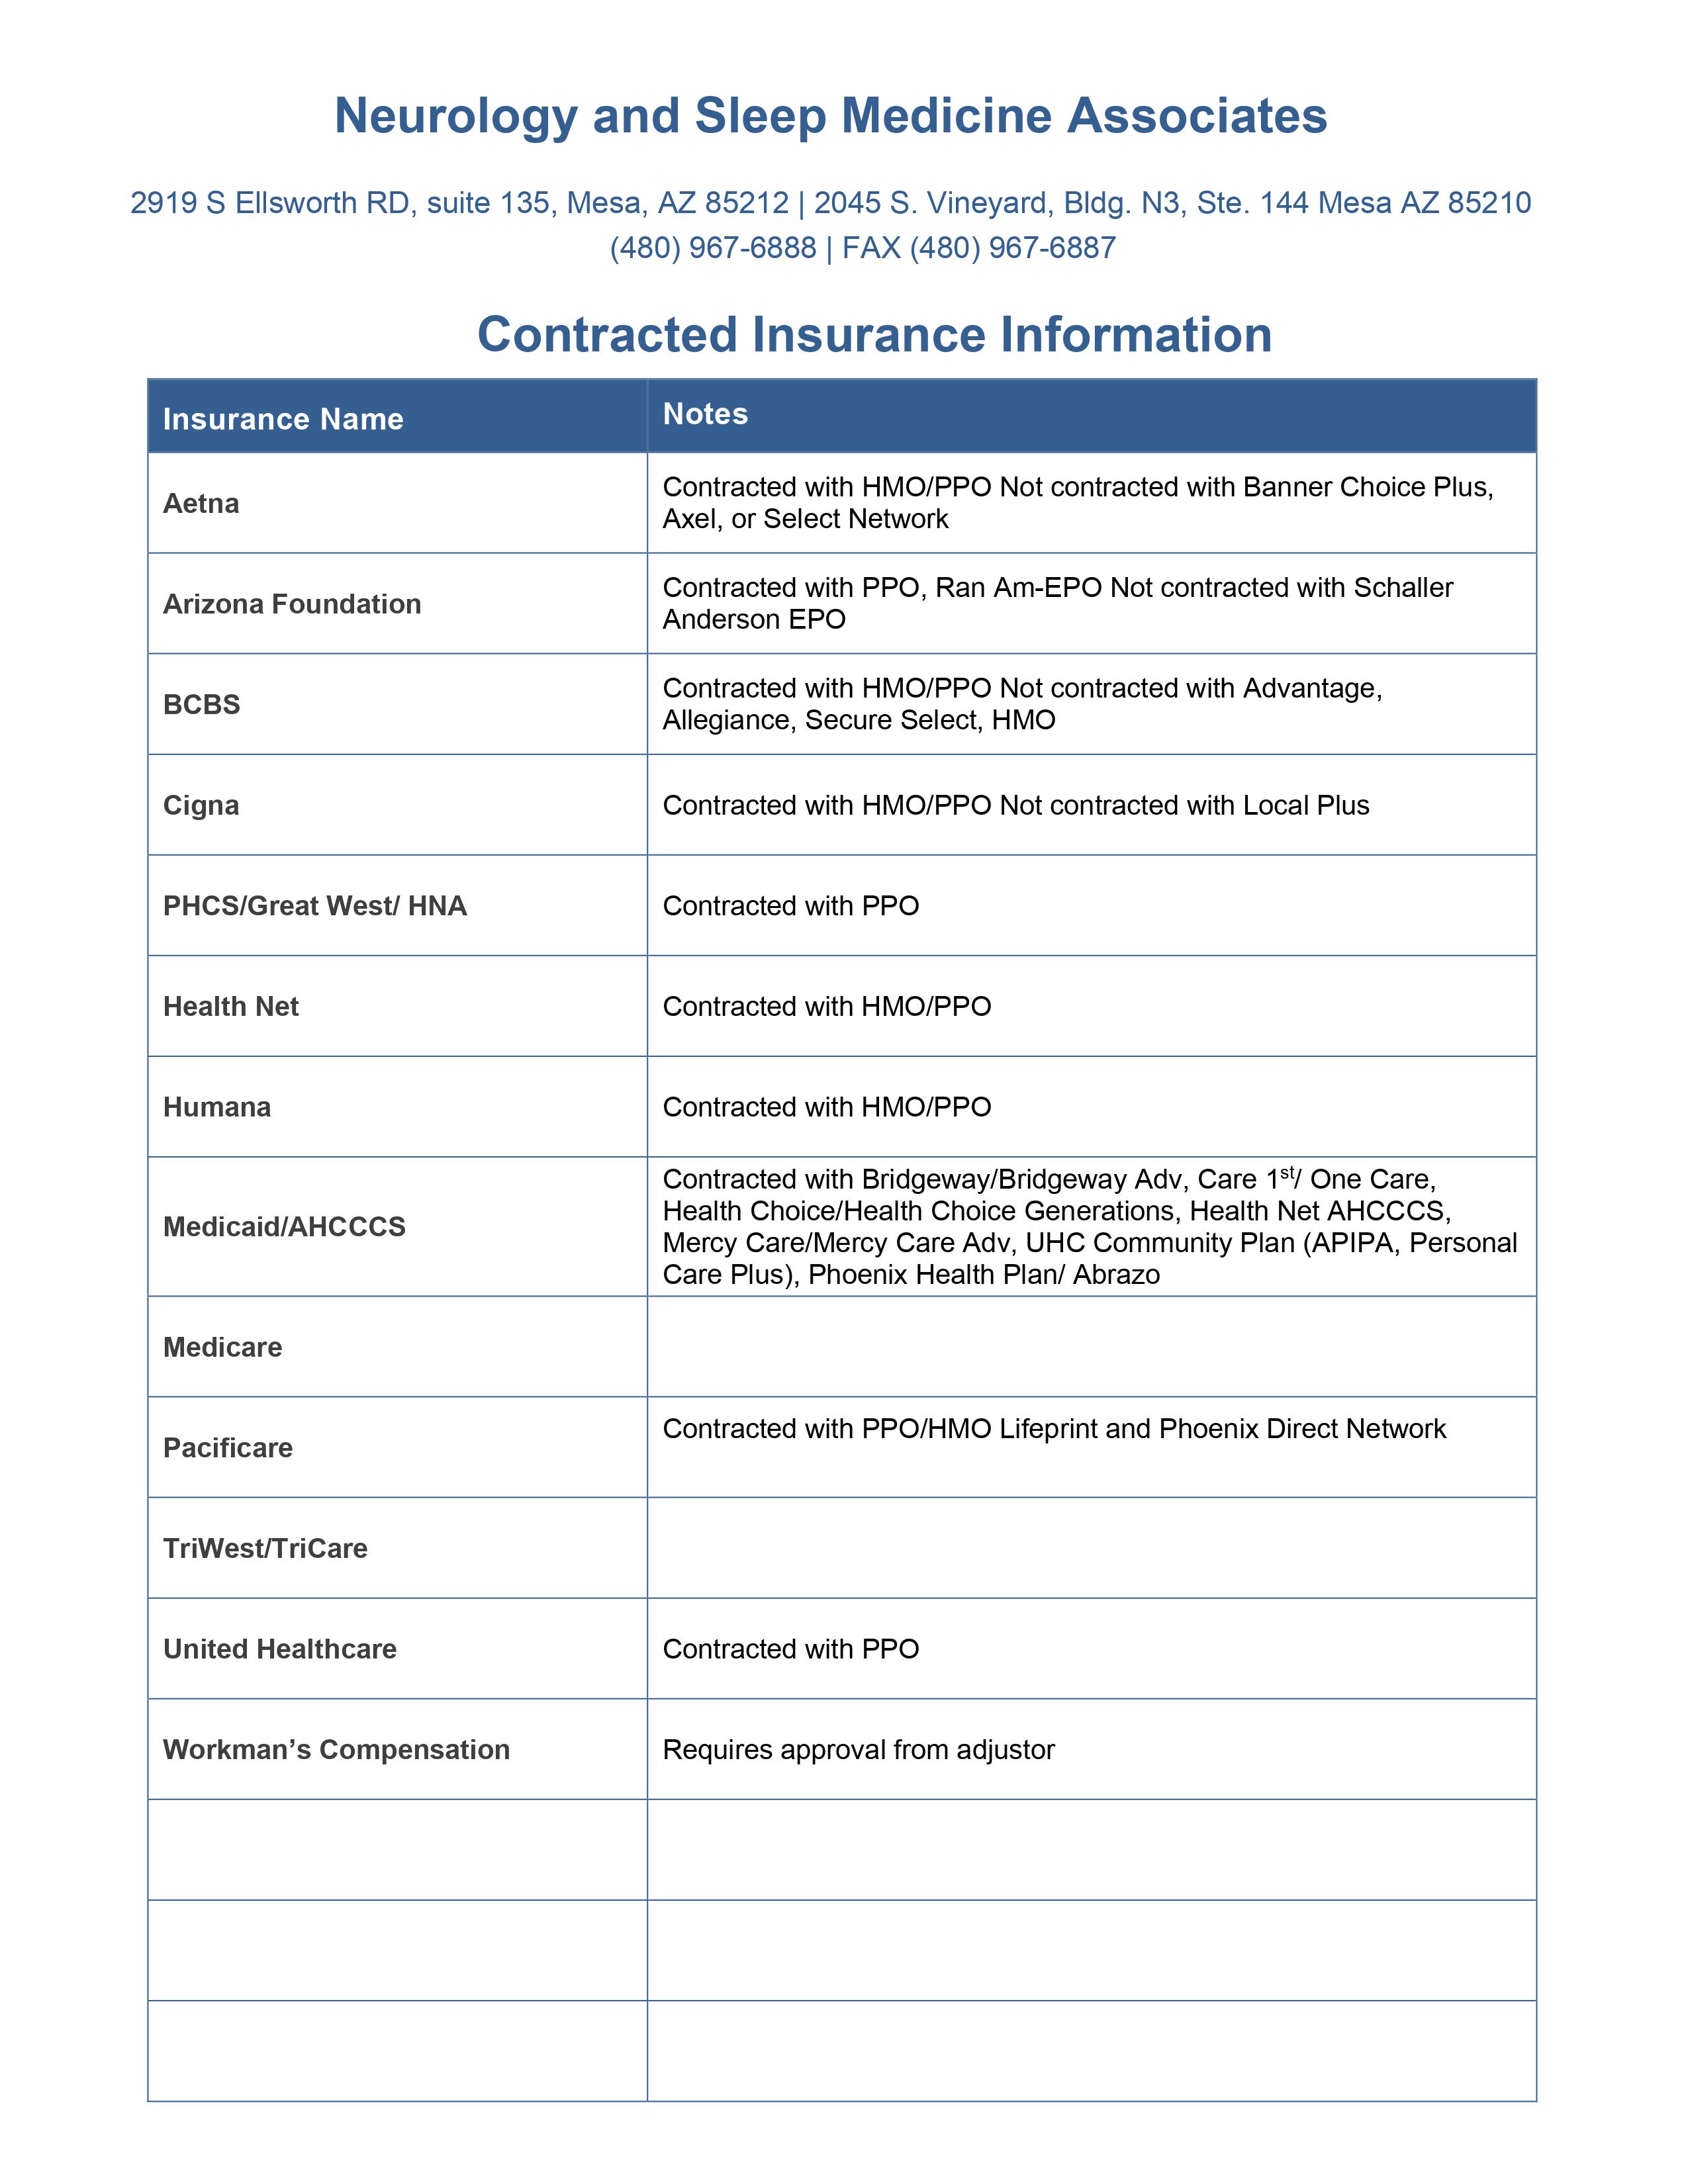 Neurology and Sleep Medicine Associates
2919 S Ellsworth RD, suite 135, Mesa, AZ 85212 | 2045 S. Vineyard, Bldg. N3, Ste. 144 Mesa AZ 85210
(480) 967-6888 | FAX (480) 967-6887
Contracted Insurance Information
Insurance Name
Notes
Aetna
Contracted with HMO/PPO Not contracted with Banner Choice Plus,
Axel, or Select Network
Arizona Foundation
Contracted with PPO, Ran Am-EPO Not contracted with Schaller
Anderson EPO
BCBS
Contracted with HMO/PPO Not contracted with Advantage,
Allegiance, Secure Select, HMO
Cigna
Contracted with HMO/PPO Not contracted with Local Plus
PHCS/Great West/ HNA
Contracted with PPO
Health Net
Contracted with HMO/PPO
Humana
Contracted with HMO/PPO
Medicaid/AHCCCS
Contracted with Bridgeway/Bridgeway Adv, Care 1st/ One Care,
Health Choice/Health Choice Generations, Health Net AHCCCS,
Mercy Care/Mercy Care Adv, UHC Community Plan (APIPA, Personal
Care Plus), Phoenix Health Plan/ Abrazo
Medicare
Pacificare
Contracted with PPO/HMO Lifeprint and Phoenix Direct Network
TriWest/TriCare
United Healthcare
Contracted with PPO
Workman’s Compensation
Requires approval from adjustor